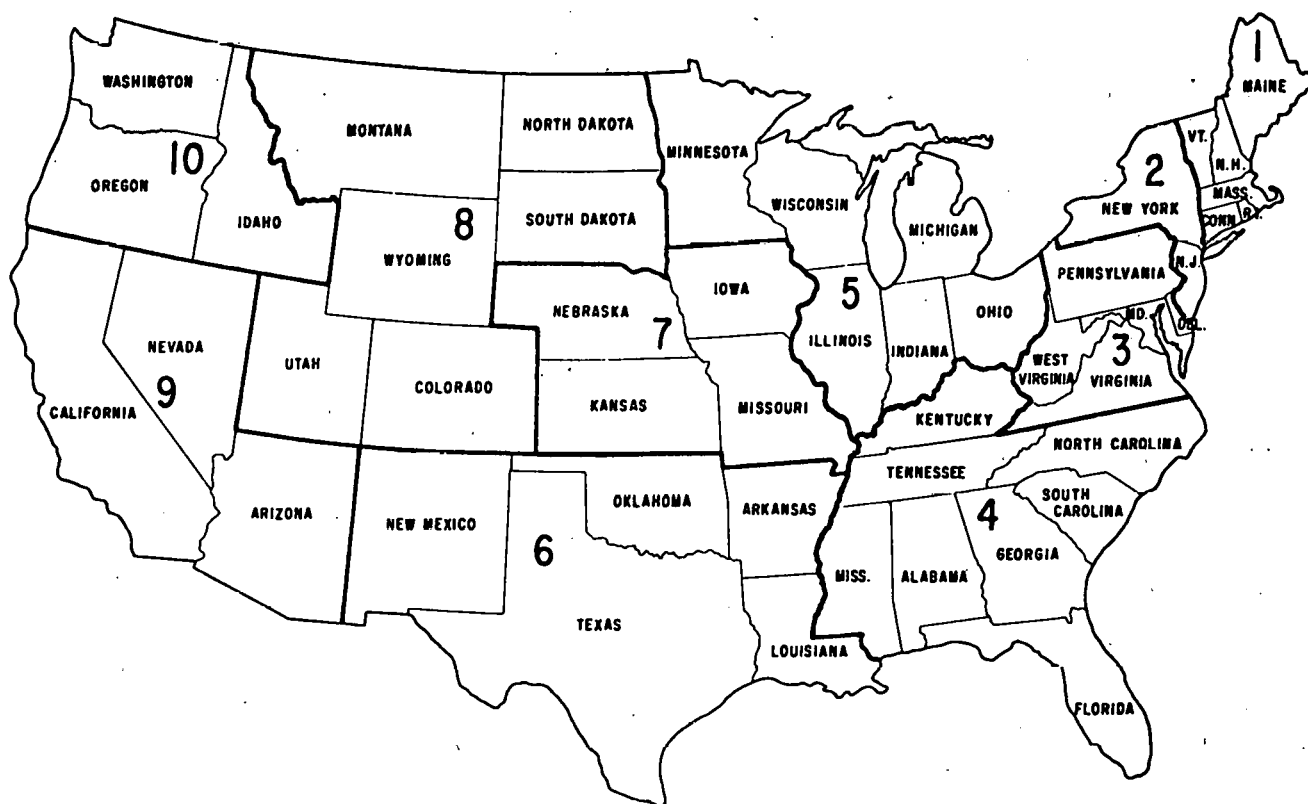 1
MAINE
WASHINGTON
MONTANA
NORTH DAKOTA
MINNESOTA
VT.
N.H.
10
OREGON
IDAHO
8
WYOMING
SOUTH DAKOTA
WISCONSIN
MICHIGAN
2
NEW YORK
MASS.
CONN
R.I.
NEBRASKA
7
IOWA
5
ILLINOIS
INDIANA
OHIO
PENNSYLVANIA
N.J.
MD.
DEL.
NEVADA
9
UTAH
COLORADO
KANSAS
MISSOURI
KENTUCKY
WEST
VIRGINIA
3
VIRGINIA
CALIFORNIA
ARIZONA
NEW MEXICO
OKLAHOMA
ARKANSAS
TENNESSEE
NORTH CAROLINA
SOUTH
CAROLINA
6
TEXAS
LOUISIANA
MISS.
ALABAMA
4
GEORGIA
FLORIDA